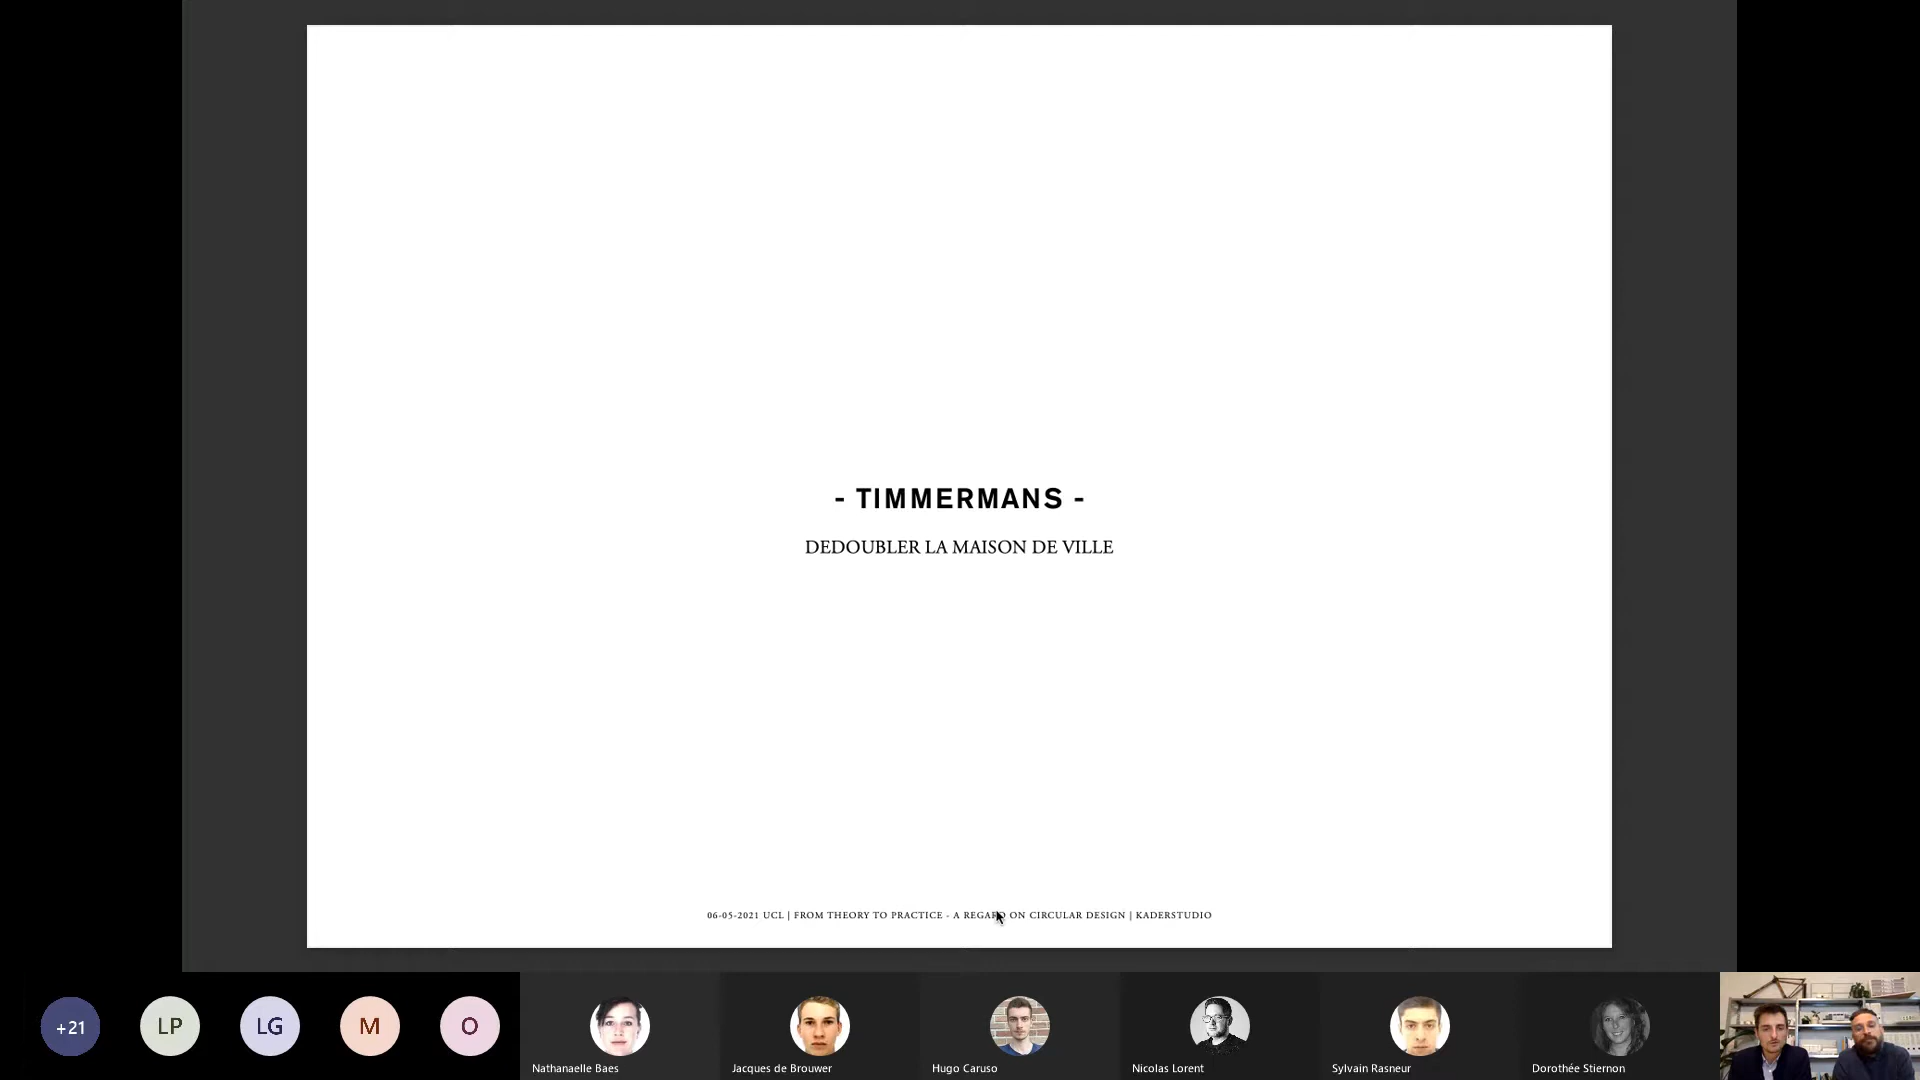 - TIMMERMANS -
DEDOUBLER LA MAISON DE VILLE
06-05-2021 UCL | FROM THEORY TO PRACTICE - A REGARD ON CIRCULAR DESIGN | KADERSTUDIO
+21
LP
LG
M
O
Nathanaelle Baes
Jacques de Brouwer
Hugo Caruso
Nicolas Lorent
Sylvain Rasneur
Dorothée Stiernon